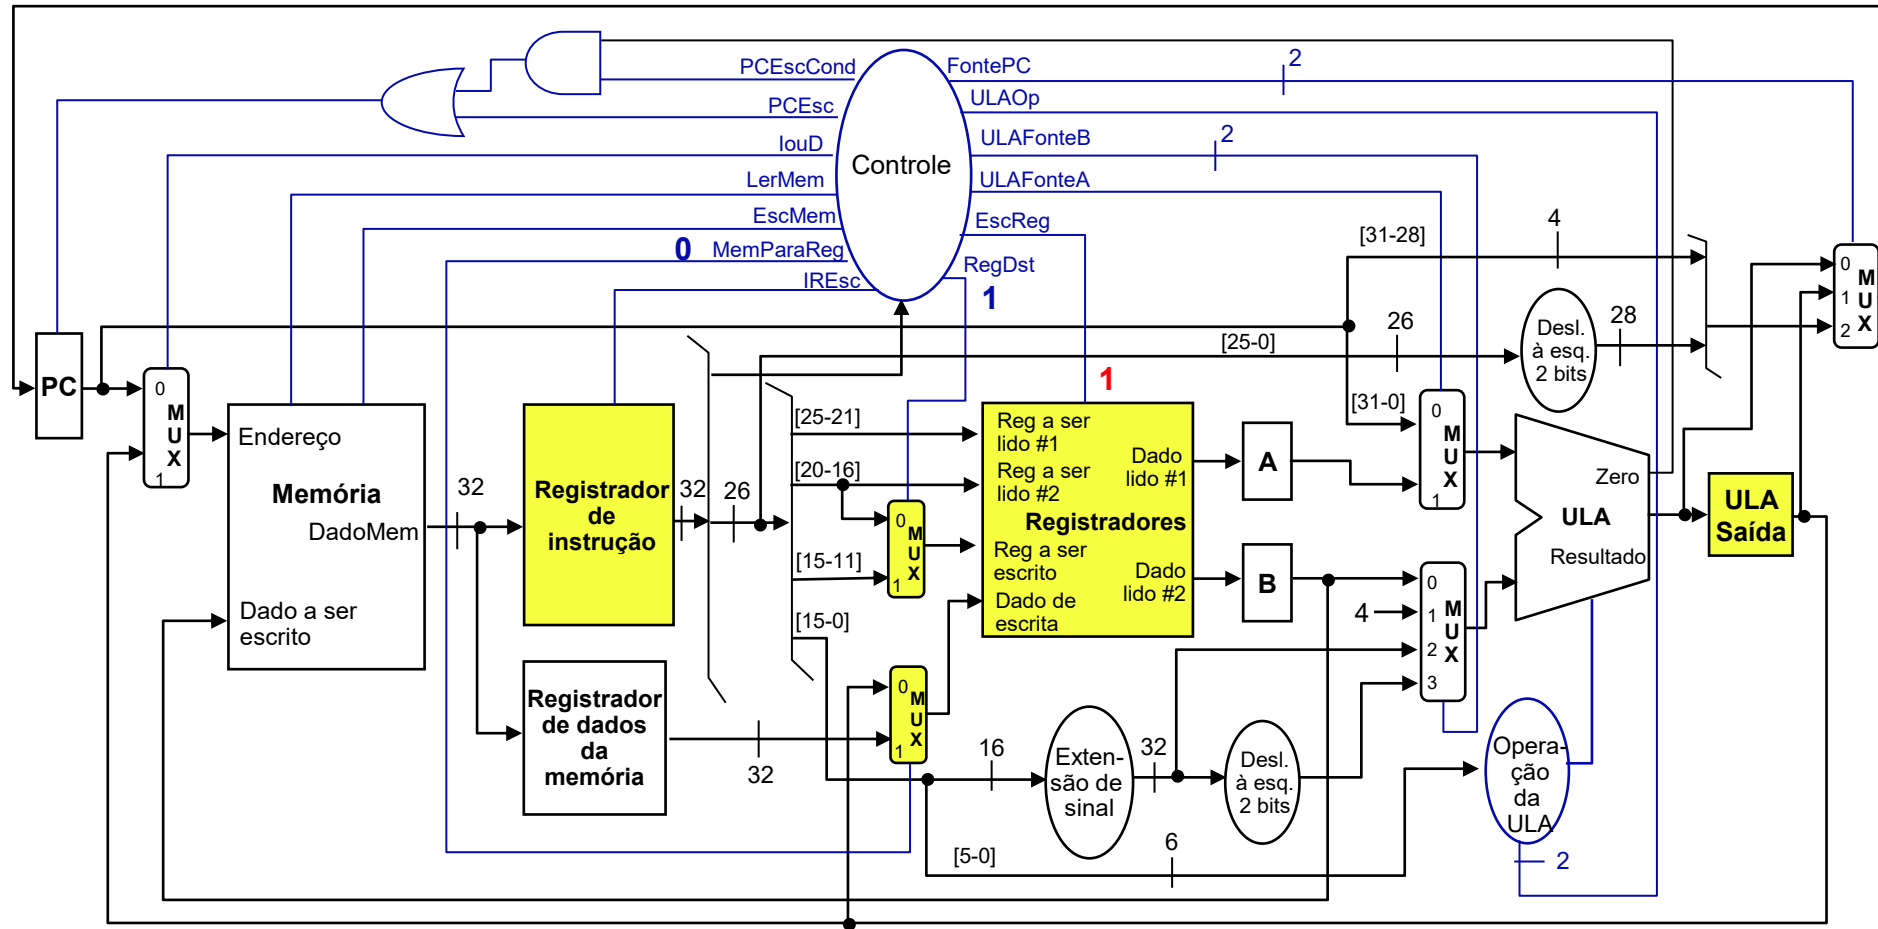 PCEscCond
PCEsc
IouD
LerMem
EscMem
0 MemParaReg
IREsc
Controle
FontePC
2
ULAOp
ULAFonteB
2
ULAFonteA
EscReg
RegDst
1
1
[31-28]
4
[25-0]
26
Desl.
à esq.
2 bits
28
0
1
2
M
U
X
[31-0]
PC
0
M
U
X
1
Endereço
Memória
DadoMem
Dado a ser
escrito
32
Registrador
de
instrução
32
26
Registrador
de dados
da
memória
32
[25-21]
[20-16]
[15-11]
[15-0]
0
M
U
X
1
0
M
U
X
1
Reg a ser
lido #1
Reg a ser
lido #2
Registradores
Reg a ser
escrito
Dado de
escrita
Dado
lido #1
Dado
lido #2
A
B
0
M
U
X
1
4
0
1
2
3
M
U
X
Zero
ULA
Resultado
ULA
Saída
16
Exten-
são de
sinal
32
Desl.
à esq.
2 bits
Opera-
ção
da
ULA
2
[5-0]
6